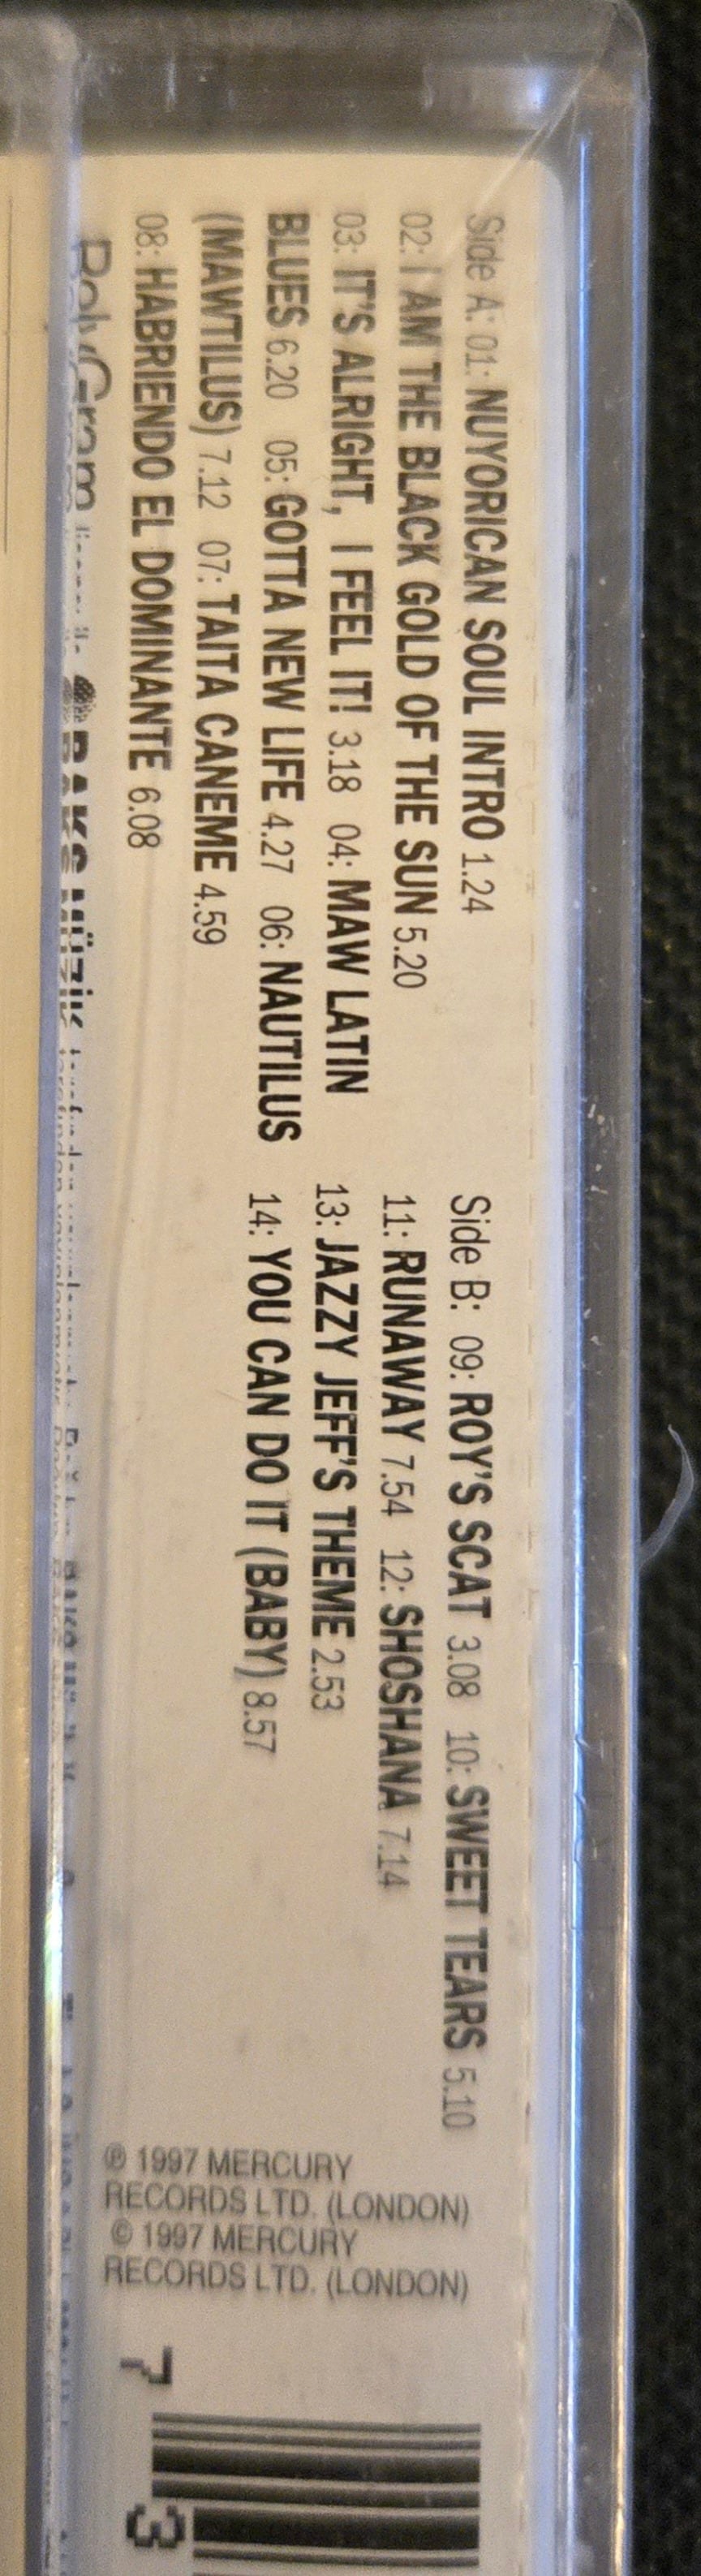 Side A: 01: NUYORICAN SOUL INTRO 1.24
02: I AM THE BLACK GOLD OF THE SUN 5.20
03: IT'S ALRIGHT, I FEEL IT! 3.18 04: MAW LATIN
BLUES 6.20 05: GOTTA NEW LIFE 4.27 06: NAUTILUS
(MAWTILUS) 7.12 07: TAITA CANEME 4.59
08: HABRIENDO EL DOMINANTE 6.08
Side B: 09: ROY'S SCAT 3.08 10: SWEET TEARS 5.10
11: RUNAWAY 7.54 12: SHOSHANA 7.14
13: JAZZY JEFF'S THEME 2.53
14: YOU CAN DO IT (BABY) 8.57
℗ 1997 MERCURY
RECORDS LTD. (LONDON)
© 1997 MERCURY
RECORDS LTD. (LONDON)
7 3
PolyGram RAKS MÜZİK